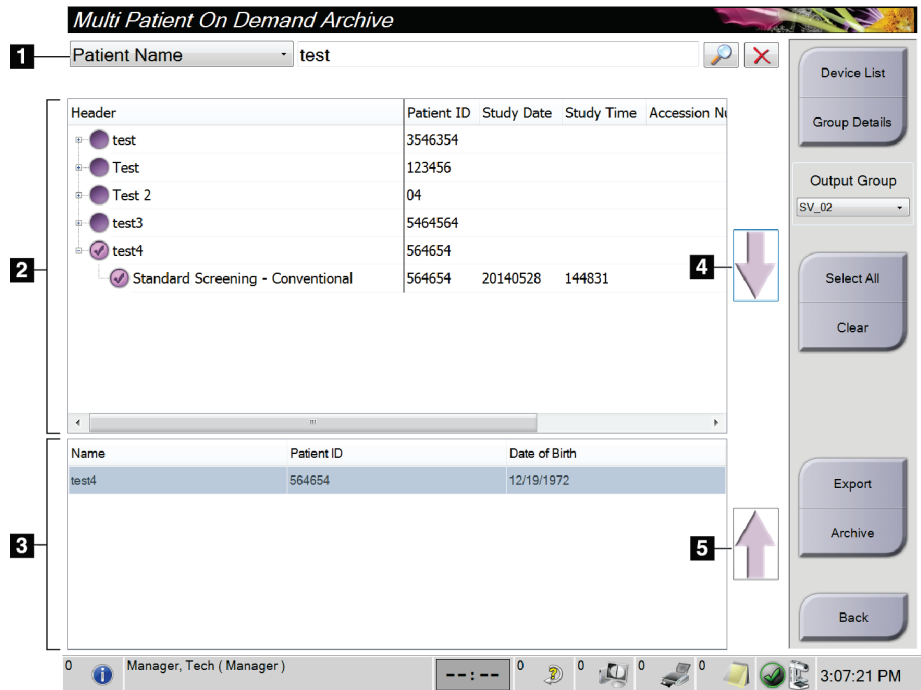 Multi Patient On Demand Archive
1
Patient Name
test
Device List
Group Details
Output Group
SV_02
2
Header Patient ID Study Date Study Time Accession Nu
test 3546354
Test 123456
Test 2 04
test3 5464564
test4 564654
Standard Screening - Conventional 564654 20140528 144831
4
Select All
Clear
3
Name Patient ID Date of Birth
test4 564654 12/19/1972
5
Export
Archive
Back
0 Manager, Tech ( Manager ) --:-- 0 0 0 0 3:07:21 PM